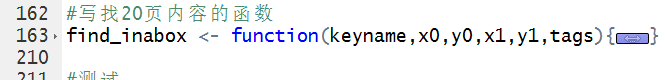 162 #写找20页内容的函数
163 find_inabox <- function(keyname,x0,y0,x1,y1,tags){}
210
211 #测试